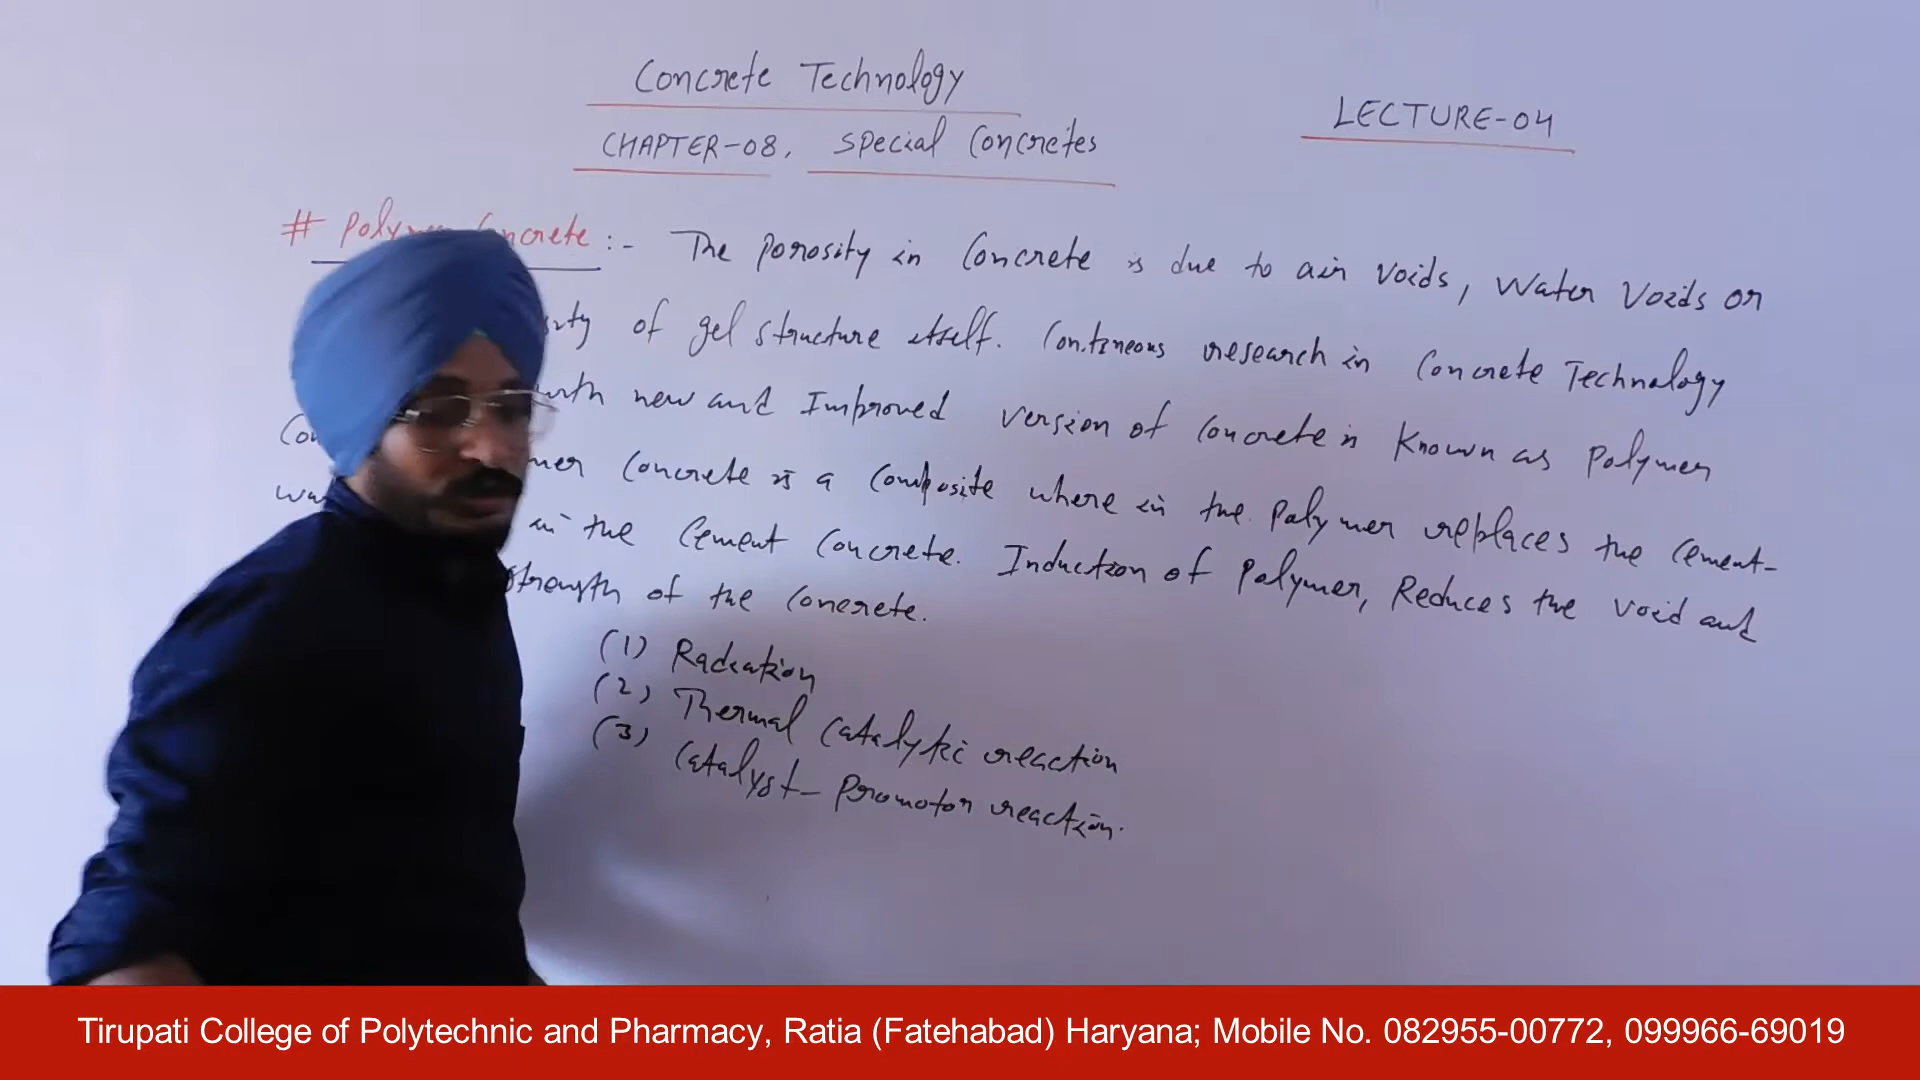 Concrete Technology
LECTURE-04
CHAPTER-08, Special Concretes
# Polymer Concrete :- The Porosity in Concrete is due to air voids, Water Voids or
of gel structure itself. Contineous research in Concrete Technology
new and Improved version of Concrete is Known as Polymer
Concrete is a Composite where in the Polymer replaces the Cement-
in the Cement Concrete. Induction of Polymer, Reduces the void and
strength of the Concrete.
(1) Radiation
(2) Thermal Catalytic reaction
(3) Catalyst - Promotor reaction.
Tirupati College of Polytechnic and Pharmacy, Ratia (Fatehabad) Haryana; Mobile No. 082955-00772, 099966-69019